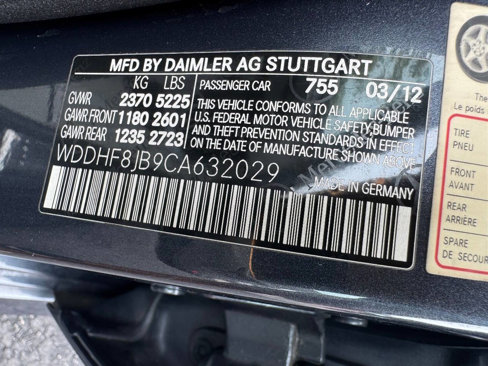 MFD BY DAIMLER AG STUTTGART
KG LBS
GVWR 2370 5225
GAWR FRONT 1180 2601
GAWR REAR 1235 2723
PASSENGER CAR 755 03/12
THIS VEHICLE CONFORMS TO ALL APPLICABLE
U.S. FEDERAL MOTOR VEHICLE SAFETY, BUMPER
AND THEFT PREVENTION STANDARDS IN EFFECT
ON THE DATE OF MANUFACTURE SHOWN ABOVE.
WDDHF8JB9CA632029
MADE IN GERMANY
The
Le poids
TIRE
PNEU
FRONT
AVANT
REAR
ARRIÈRE
SPARE
DE SECOUR